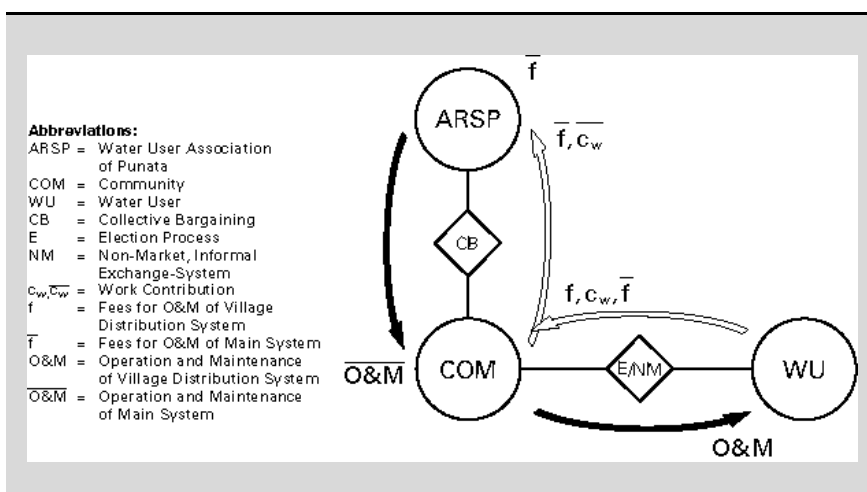 Abbreviations:
ARSP = Water User Association
of Punata
COM = Community
WU = Water User
CB = Collective Bargaining
E = Election Process
NM = Non-Market, Informal
Exchange-System
c_w, c̅_w̅ = Work Contribution
f = Fees for O&M of Village
Distribution System
f̅ = Fees for O&M of Main System
O&M = Operation and Maintenance
of Village Distribution System
O̅&̅M̅ = Operation and Maintenance
of Main System
f̅
ARSP
f̅, c̅_w̅
CB
f, c_w, f̅
O̅&̅M̅
COM
E/NM
WU
O&M